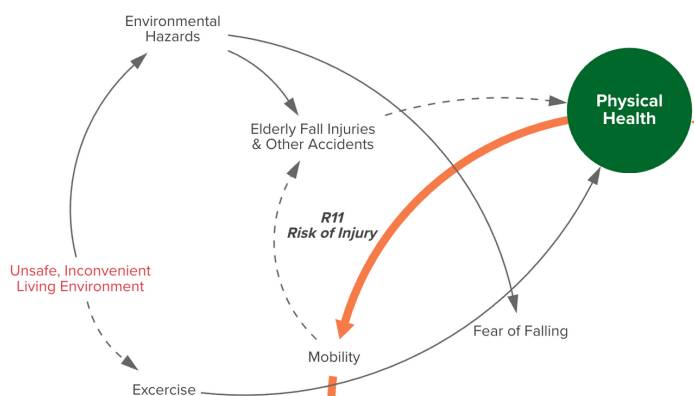 Environmental
Hazards
Physical
Health
Elderly Fall Injuries
& Other Accidents
R11
Risk of Injury
Unsafe, Inconvenient
Living Environment
Fear of Falling
Mobility
Excercise